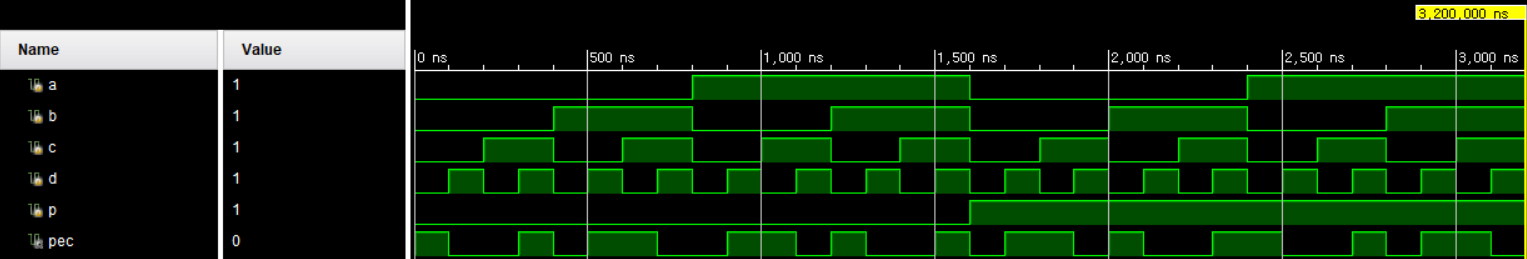 3,200,000 ns
Name Value
0 ns 500 ns 1,000 ns 1,500 ns 2,000 ns 2,500 ns 3,000 ns
a 1
b 1
c 1
d 1
p 1
pec 0